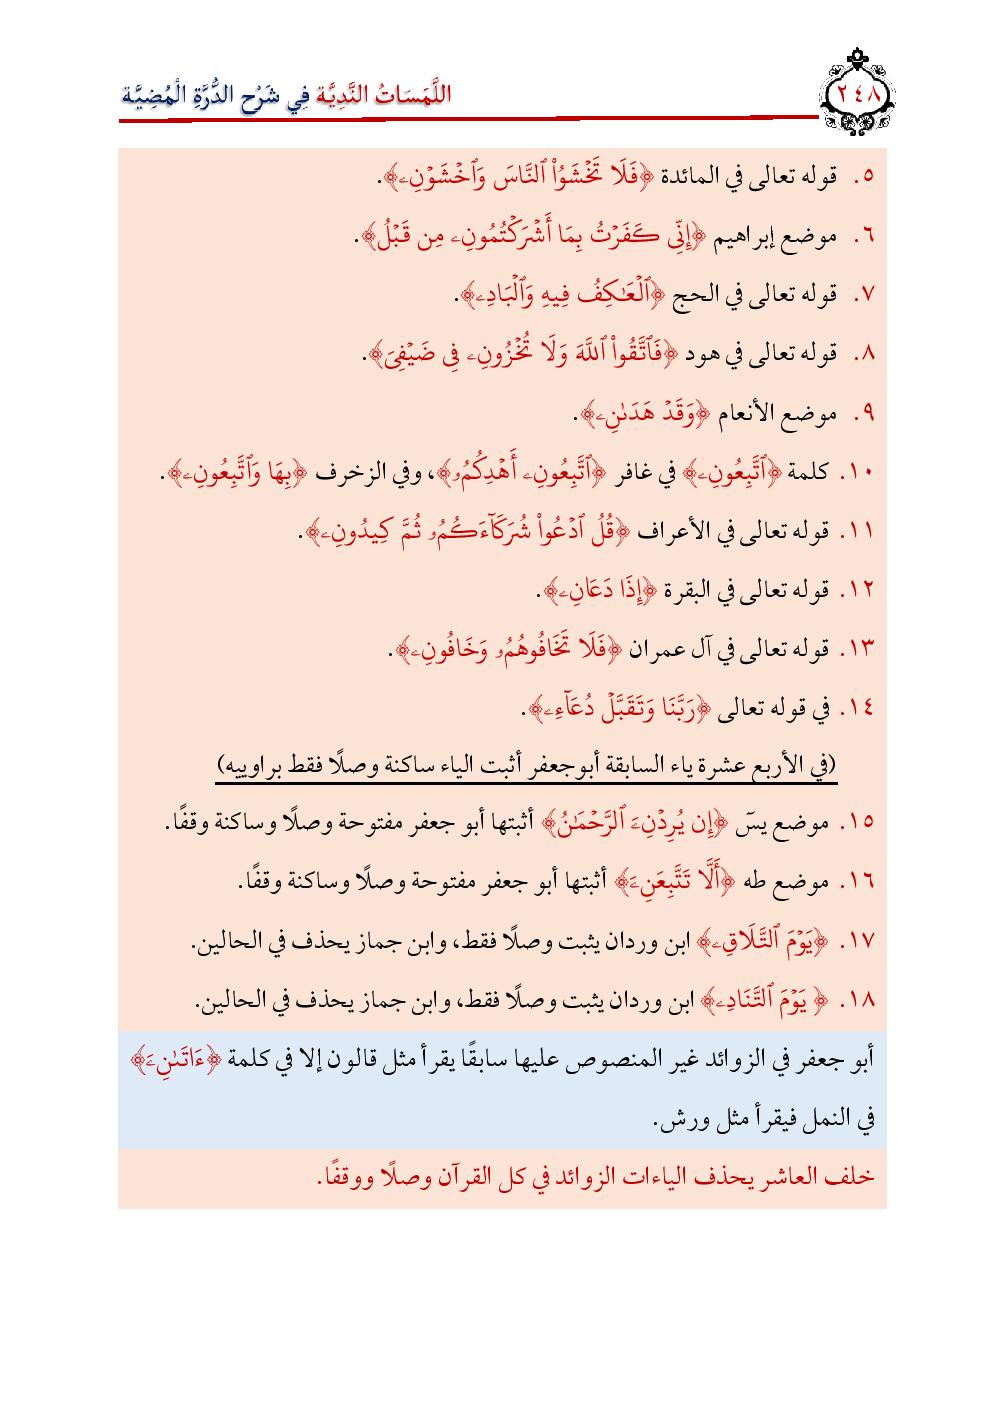 اللَّمَسَاتُ النَّدِيَّة فِي شَرْحِ الدُّرَّةِ الْمُضِيَّة
٢٤٨
٥. قوله تعالى في المائدة ﴿فَلَا تَخۡشَوُاْ ٱلنَّاسَ وَٱخۡشَوۡنِۦ﴾.
٦. موضع إبراهيم ﴿إِنِّي كَفَرۡتُ بِمَآ أَشۡرَكۡتُمُونِۦ مِن قَبۡلُ﴾.
٧. قوله تعالى في الحج ﴿ٱلۡعَٰكِفُ فِيهِ وَٱلۡبَادِۦ﴾.
٨. قوله تعالى في هود ﴿فَٱتَّقُواْ ٱللَّهَ وَلَا تُخۡزُونِۦ فِي ضَيۡفِيَ﴾.
٩. موضع الأنعام ﴿وَقَدۡ هَدَىٰنِۦ﴾.
١٠. كلمة ﴿ٱتَّبِعُونِۦ﴾ في غافر ﴿ٱتَّبِعُونِۦ أَهۡدِكُمُۥ﴾، وفي الزخرف ﴿بِهَا وَٱتَّبِعُونِۦ﴾.
١١. قوله تعالى في الأعراف ﴿قُلُ ٱدۡعُواْ شُرَكَآءَكُمُۥ ثُمَّ كِيدُونِۦ﴾.
١٢. قوله تعالى في البقرة ﴿إِذَا دَعَانِۦ﴾.
١٣. قوله تعالى في آل عمران ﴿فَلَا تَخَافُوهُمُۥ وَخَافُونِۦ﴾.
١٤. في قوله تعالى ﴿رَبَّنَا وَتَقَبَّلۡ دُعَآءِۦ﴾.
(في الأربع عشرة ياء السابقة أبوجعفر أثبت الياء ساكنة وصلًا فقط براوييه)
١٥. موضع يسٓ ﴿إِن يُرِدۡنِۦَ ٱلرَّحۡمَٰنُ﴾ أثبتها أبو جعفر مفتوحة وصلًا وساكنة وقفًا.
١٦. موضع طه ﴿أَلَّا تَتَّبِعَنِۦَ﴾ أثبتها أبو جعفر مفتوحة وصلًا وساكنة وقفًا.
١٧. ﴿يَوۡمَ ٱلتَّلَاقِۦ﴾ ابن وردان يثبت وصلًا فقط، وابن جماز يحذف في الحالين.
١٨. ﴿ يَوۡمَ ٱلتَّنَادِۦ﴾ ابن وردان يثبت وصلًا فقط، وابن جماز يحذف في الحالين.
أبو جعفر في الزوائد غير المنصوص عليها سابقًا يقرأ مثل قالون إلا في كلمة ﴿ءَاتَىٰنِۦَ﴾
في النمل فيقرأ مثل ورش.
خلف العاشر يحذف الياءات الزوائد في كل القرآن وصلًا ووقفًا.